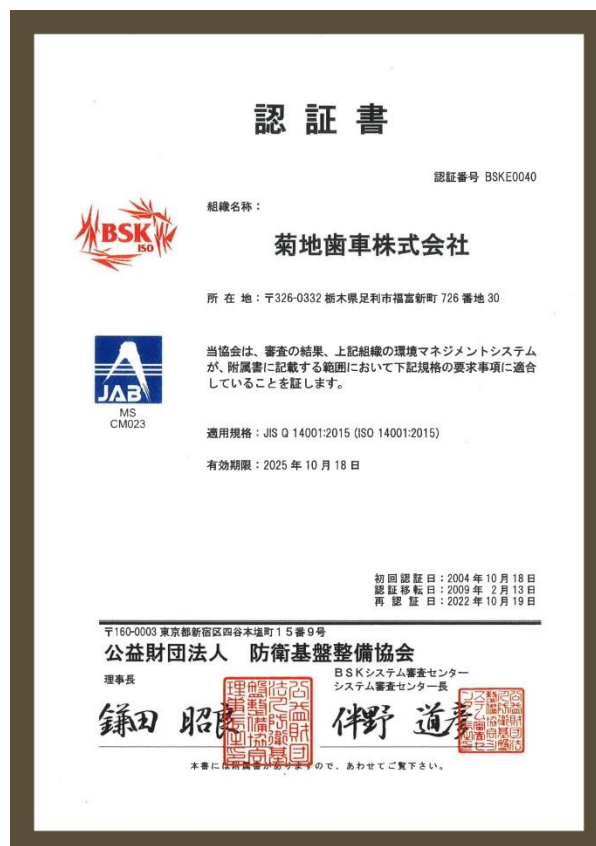 認証書
認証番号 BSKE0040
BSK
ISO
組織名称：
菊地歯車株式会社
所在地：〒326-0332 栃木県足利市福富新町 726 番地 30
JAB
MS
CM023
当協会は、審査の結果、上記組織の環境マネジメントシステム
が、附属書に記載する範囲において下記規格の要求事項に適合
していることを証します。
適用規格：JIS Q 14001:2015 (ISO 14001:2015)
有効期限：2025 年 10 月 18 日
初回認証日：2004 年 10 月 18 日
認証移転日：2009 年 2 月 13 日
再認証日：2022 年 10 月 19 日
〒160-0003 東京都新宿区四谷本塩町１５番９号
公益財団法人 防衛基盤整備協会
理事長
BSKシステム審査センター
システム審査センター長
鎌田 昭良
伴野 道彦
本書には附属書がありますので、あわせてご覧下さい。